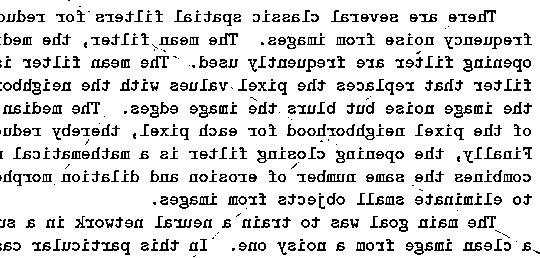 There are several classic spatial filters for reduc
frequency noise from images. The mean filter, the medi
opening filter are frequently used. The mean filter is
filter that replaces the pixel values with the neighbor
the image noise but blurs the image edges. The median
of the pixel neighborhood for each pixel, thereby reduc
Finally, the opening closing filter is a mathematical
combines the same number of erosion and dilation morpho
to eliminate small objects from images.
The main goal was to train a neural network in a su
a clean image from a noisy one. In this particular cas